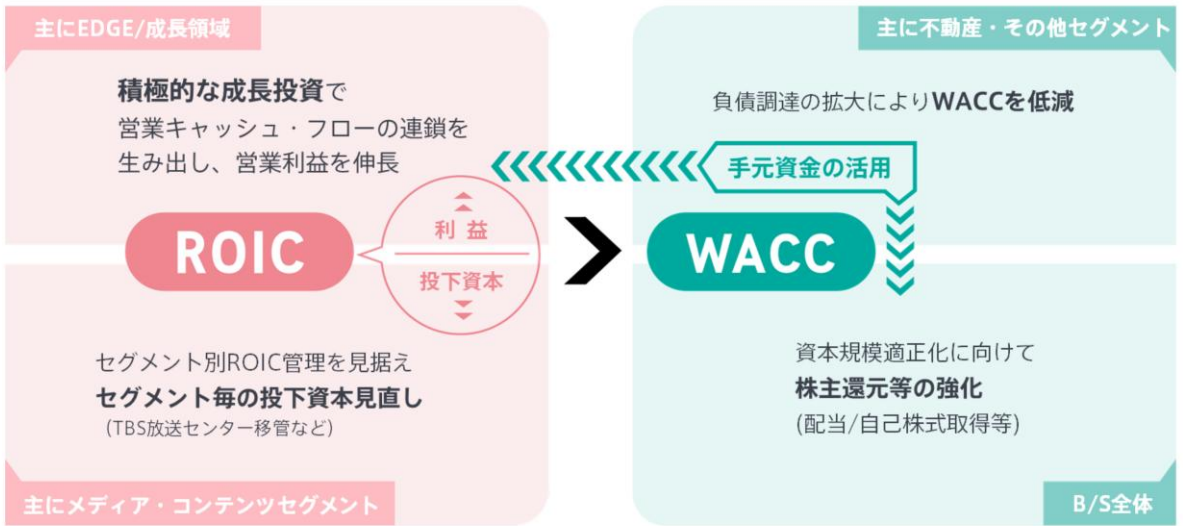 主にEDGE/成長領域
積極的な成長投資で
営業キャッシュ・フローの連鎖を
生み出し、営業利益を伸長
ROIC
利益
投下資本
セグメント別ROIC管理を見据え
セグメント毎の投下資本見直し
(TBS放送センター移管など)
主にメディア・コンテンツセグメント
主に不動産・その他セグメント
負債調達の拡大によりWACCを低減
手元資金の活用
WACC
資本規模適正化に向けて
株主還元等の強化
(配当/自己株式取得等)
B/S全体